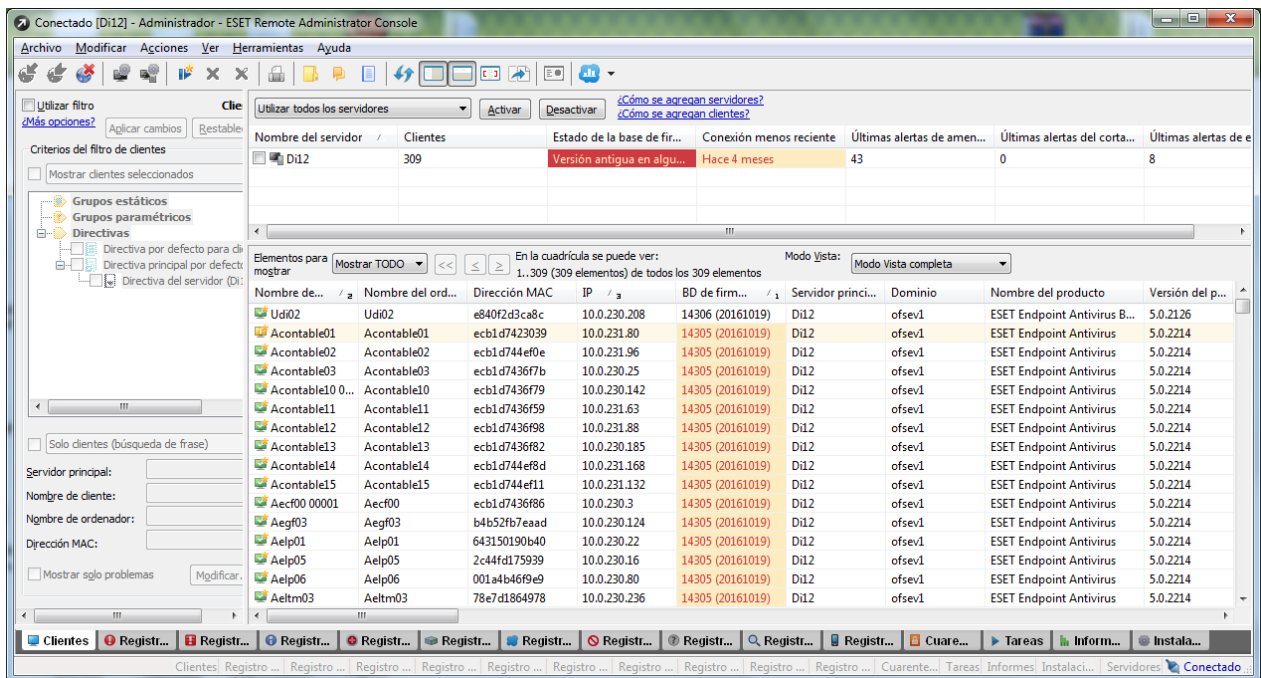 Conectado [Di12] - Administrador - ESET Remote Administrator Console
Archivo Modificar Acciones Ver Herramientas Ayuda
Utilizar filtro Clie
¿Más opciones? Aplicar cambios Restable
Criterios del filtro de clientes
Mostrar clientes seleccionados
Grupos estáticos
Grupos paramétricos
Directivas
Directiva por defecto para cli
Directiva principal por defecto
Directiva del servidor (Di1
Solo clientes (búsqueda de frase)
Servidor principal:
Nombre de cliente:
Nombre de ordenador:
Dirección MAC:
Mostrar solo problemas Modificar.
Utilizar todos los servidores Activar Desactivar ¿Cómo se agregan servidores?
¿Cómo se agregan clientes?
Nombre del servidor Clientes Estado de la base de fir... Conexión menos reciente Últimas alertas de amen... Últimas alertas del corta... Últimas alertas de e
Di12 309 Versión antigua en algu... Hace 4 meses 43 0 8
Elementos para mostrar Mostrar TODO << < > En la cuadrícula se puede ver: Modo Vista: Modo Vista completa
1..309 (309 elementos) de todos los 309 elementos
Nombre de... 2 Nombre del ord... Dirección MAC IP 3 BD de firm... 1 Servidor princi... Dominio Nombre del producto Versión del p...
Udi02 Udi02 e840f2d3ca8c 10.0.230.208 14306 (20161019) Di12 ofsev1 ESET Endpoint Antivirus B... 5.0.2126
Acontable01 Acontable01 ecb1d7423039 10.0.231.80 14305 (20161019) Di12 ofsev1 ESET Endpoint Antivirus 5.0.2214
Acontable02 Acontable02 ecb1d744ef0e 10.0.231.96 14305 (20161019) Di12 ofsev1 ESET Endpoint Antivirus 5.0.2214
Acontable03 Acontable03 ecb1d7436f7b 10.0.230.25 14305 (20161019) Di12 ofsev1 ESET Endpoint Antivirus 5.0.2214
Acontable10 0... Acontable10 ecb1d7436f79 10.0.230.142 14305 (20161019) Di12 ofsev1 ESET Endpoint Antivirus 5.0.2214
Acontable11 Acontable11 ecb1d7436f59 10.0.231.63 14305 (20161019) Di12 ofsev1 ESET Endpoint Antivirus 5.0.2214
Acontable12 Acontable12 ecb1d7436f98 10.0.231.88 14305 (20161019) Di12 ofsev1 ESET Endpoint Antivirus 5.0.2214
Acontable13 Acontable13 ecb1d7436f82 10.0.230.185 14305 (20161019) Di12 ofsev1 ESET Endpoint Antivirus 5.0.2214
Acontable14 Acontable14 ecb1d744ef8d 10.0.231.168 14305 (20161019) Di12 ofsev1 ESET Endpoint Antivirus 5.0.2214
Acontable15 Acontable15 ecb1d744ef11 10.0.231.132 14305 (20161019) Di12 ofsev1 ESET Endpoint Antivirus 5.0.2214
Aecf00 00001 Aecf00 ecb1d7436f86 10.0.230.3 14305 (20161019) Di12 ofsev1 ESET Endpoint Antivirus 5.0.2214
Aegf03 Aegf03 b4b52fb7eaad 10.0.230.124 14305 (20161019) Di12 ofsev1 ESET Endpoint Antivirus 5.0.2214
Aelp01 Aelp01 643150190b40 10.0.230.22 14305 (20161019) Di12 ofsev1 ESET Endpoint Antivirus 5.0.2214
Aelp05 Aelp05 2c44fd175939 10.0.230.16 14305 (20161019) Di12 ofsev1 ESET Endpoint Antivirus 5.0.2214
Aelp06 Aelp06 001a4b46f9e9 10.0.230.80 14305 (20161019) Di12 ofsev1 ESET Endpoint Antivirus 5.0.2214
Aeltm03 Aeltm03 78e7d1864978 10.0.230.236 14305 (20161019) Di12 ofsev1 ESET Endpoint Antivirus 5.0.2214
Clientes Registr... Registr... Registr... Registr... Registr... Registr... Registr... Registr... Registr... Registr... Cuare... Tareas Inform... Instala...
Clientes Registro ... Registro ... Registro ... Registro ... Registro ... Registro ... Registro ... Registro ... Registro ... Registro ... Cuarente... Tareas Informes Instalaci... Servidores Conectado